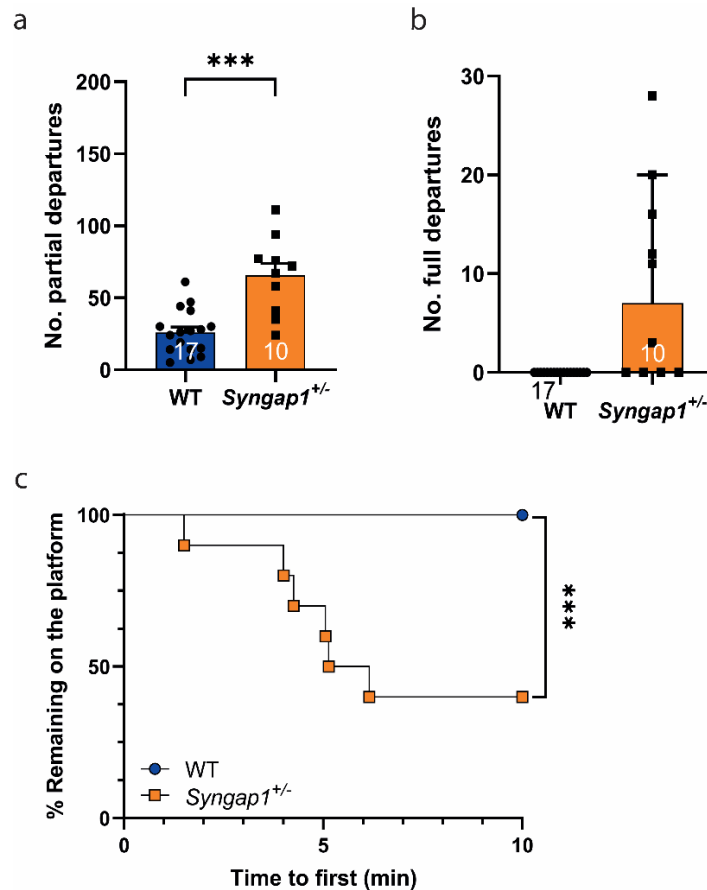 a
***
No. partial departures
200
150
100
50
0
17
10
WT
Syngap1+/-
b
No. full departures
30
20
10
0
17
10
WT
Syngap1+/-
c
% Remaining on the platform
100
50
0
***
WT
Syngap1+/-
0
5
10
Time to first (min)